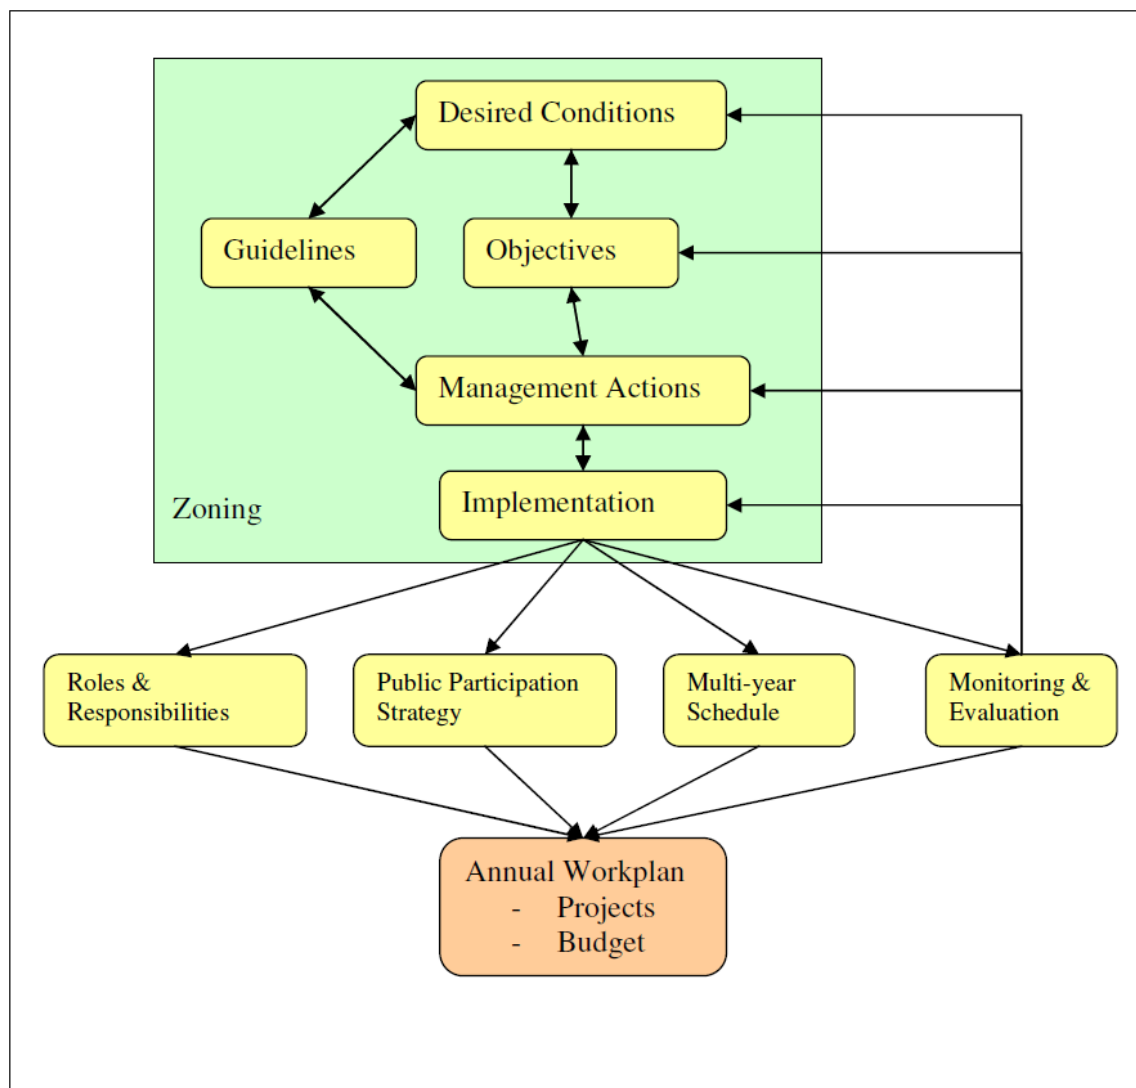 Desired Conditions
Guidelines
Objectives
Management Actions
Implementation
Zoning
Roles &
Responsibilities
Public Participation
Strategy
Multi-year
Schedule
Monitoring &
Evaluation
Annual Workplan
- Projects
- Budget